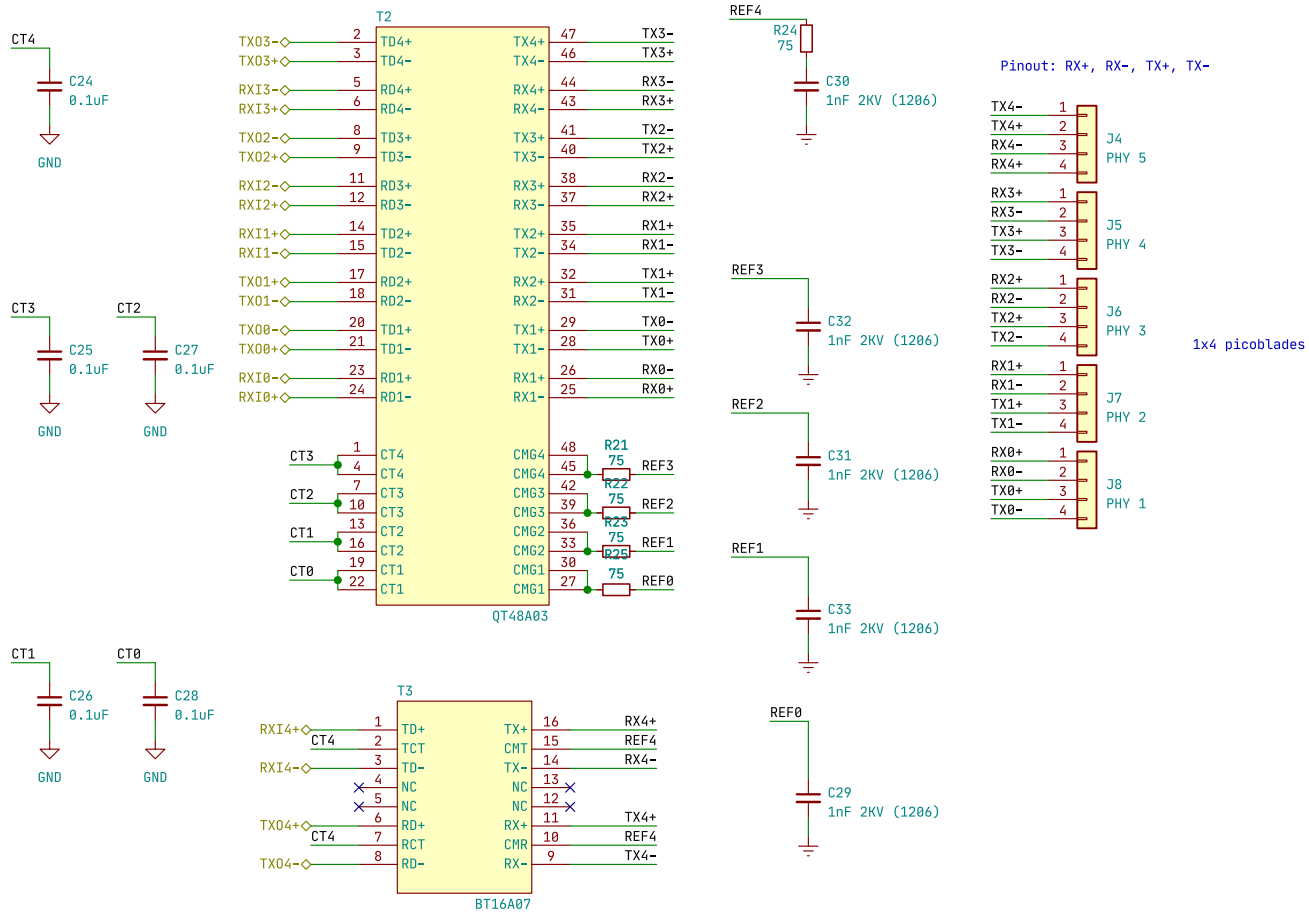 CT4
C24
0.1uF
GND
CT3
C25
0.1uF
GND
CT2
C27
0.1uF
GND
CT1
C26
0.1uF
GND
CT0
C28
0.1uF
GND
T2
TXO3- 2 TD4+ TX4+ 47 TX3-
TXO3+ 3 TD4- TX4- 46 TX3+
RXI3- 5 RD4+ RX4+ 44 RX3-
RXI3+ 6 RD4- RX4- 43 RX3+
TXO2- 8 TD3+ TX3+ 41 TX2-
TXO2+ 9 TD3- TX3- 40 TX2+
RXI2- 11 RD3+ RX3+ 38 RX2-
RXI2+ 12 RD3- RX3- 37 RX2+
RXI1+ 14 TD2+ TX2+ 35 RX1+
RXI1- 15 TD2- TX2- 34 RX1-
TXO1+ 17 RD2+ RX2+ 32 TX1+
TXO1- 18 RD2- RX2- 31 TX1-
TXO0- 20 TD1+ TX1+ 29 TX0-
TXO0+ 21 TD1- TX1- 28 TX0+
RXI0- 23 RD1+ RX1+ 26 RX0-
RXI0+ 24 RD1- RX1- 25 RX0+
CT3 1 CT4 CMG4 48 R21 75
4 CT4 CMG4 45 REF3
CT2 7 CT3 CMG3 42 R22 75
10 CT3 CMG3 39 REF2
CT1 13 CT2 CMG2 36 R23 75
16 CT2 CMG2 33 REF1
CT0 19 CT1 CMG1 30 R25 75
22 CT1 CMG1 27 REF0
QT48A03
T3
RXI4+ 1 TD+ TX+ 16 RX4+
CT4 2 TCT CMT 15 REF4
RXI4- 3 TD- TX- 14 RX4-
4 NC NC 13
5 NC NC 12
TXO4+ 6 RD+ RX+ 11 TX4+
CT4 7 RCT CMR 10 REF4
TXO4- 8 RD- RX- 9 TX4-
BT16A07
REF4
R24
75
C30
1nF 2KV (1206)
REF3
C32
1nF 2KV (1206)
REF2
C31
1nF 2KV (1206)
REF1
C33
1nF 2KV (1206)
REF0
C29
1nF 2KV (1206)
Pinout: RX+, RX-, TX+, TX-
TX4- 1
TX4+ 2
RX4- 3
RX4+ 4
J4
PHY 5
RX3+ 1
RX3- 2
TX3+ 3
TX3- 4
J5
PHY 4
RX2+ 1
RX2- 2
TX2+ 3
TX2- 4
J6
PHY 3
1x4 picoblades
RX1+ 1
RX1- 2
TX1+ 3
TX1- 4
J7
PHY 2
RX0+ 1
RX0- 2
TX0+ 3
TX0- 4
J8
PHY 1